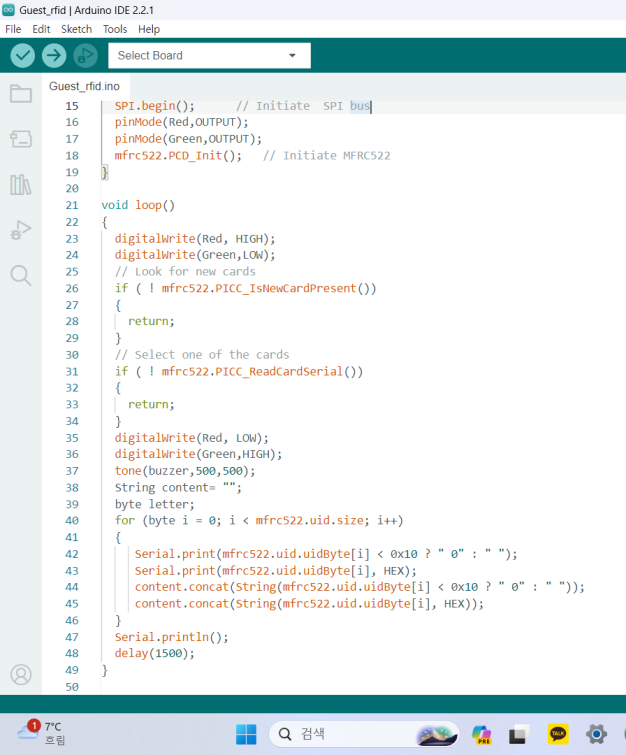 Guest_rfid | Arduino IDE 2.2.1
File Edit Sketch Tools Help
Select Board
Guest_rfid.ino
15 SPI.begin(); // Initiate  SPI bus
16 pinMode(Red,OUTPUT);
17 pinMode(Green,OUTPUT);
18 mfrc522.PCD_Init(); // Initiate MFRC522
19 }
20
21 void loop()
22 {
23 digitalWrite(Red, HIGH);
24 digitalWrite(Green,LOW);
25 // Look for new cards
26 if ( ! mfrc522.PICC_IsNewCardPresent())
27 {
28 return;
29 }
30 // Select one of the cards
31 if ( ! mfrc522.PICC_ReadCardSerial())
32 {
33 return;
34 }
35 digitalWrite(Red, LOW);
36 digitalWrite(Green,HIGH);
37 tone(buzzer,500,500);
38 String content= "";
39 byte letter;
40 for (byte i = 0; i < mfrc522.uid.size; i++)
41 {
42 Serial.print(mfrc522.uid.uidByte[i] < 0x10 ? " 0" : " ");
43 Serial.print(mfrc522.uid.uidByte[i], HEX);
44 content.concat(String(mfrc522.uid.uidByte[i] < 0x10 ? " 0" : " "));
45 content.concat(String(mfrc522.uid.uidByte[i], HEX));
46 }
47 Serial.println();
48 delay(1500);
49 }
50
1 7°C
흐림
검색
PRE
TALK